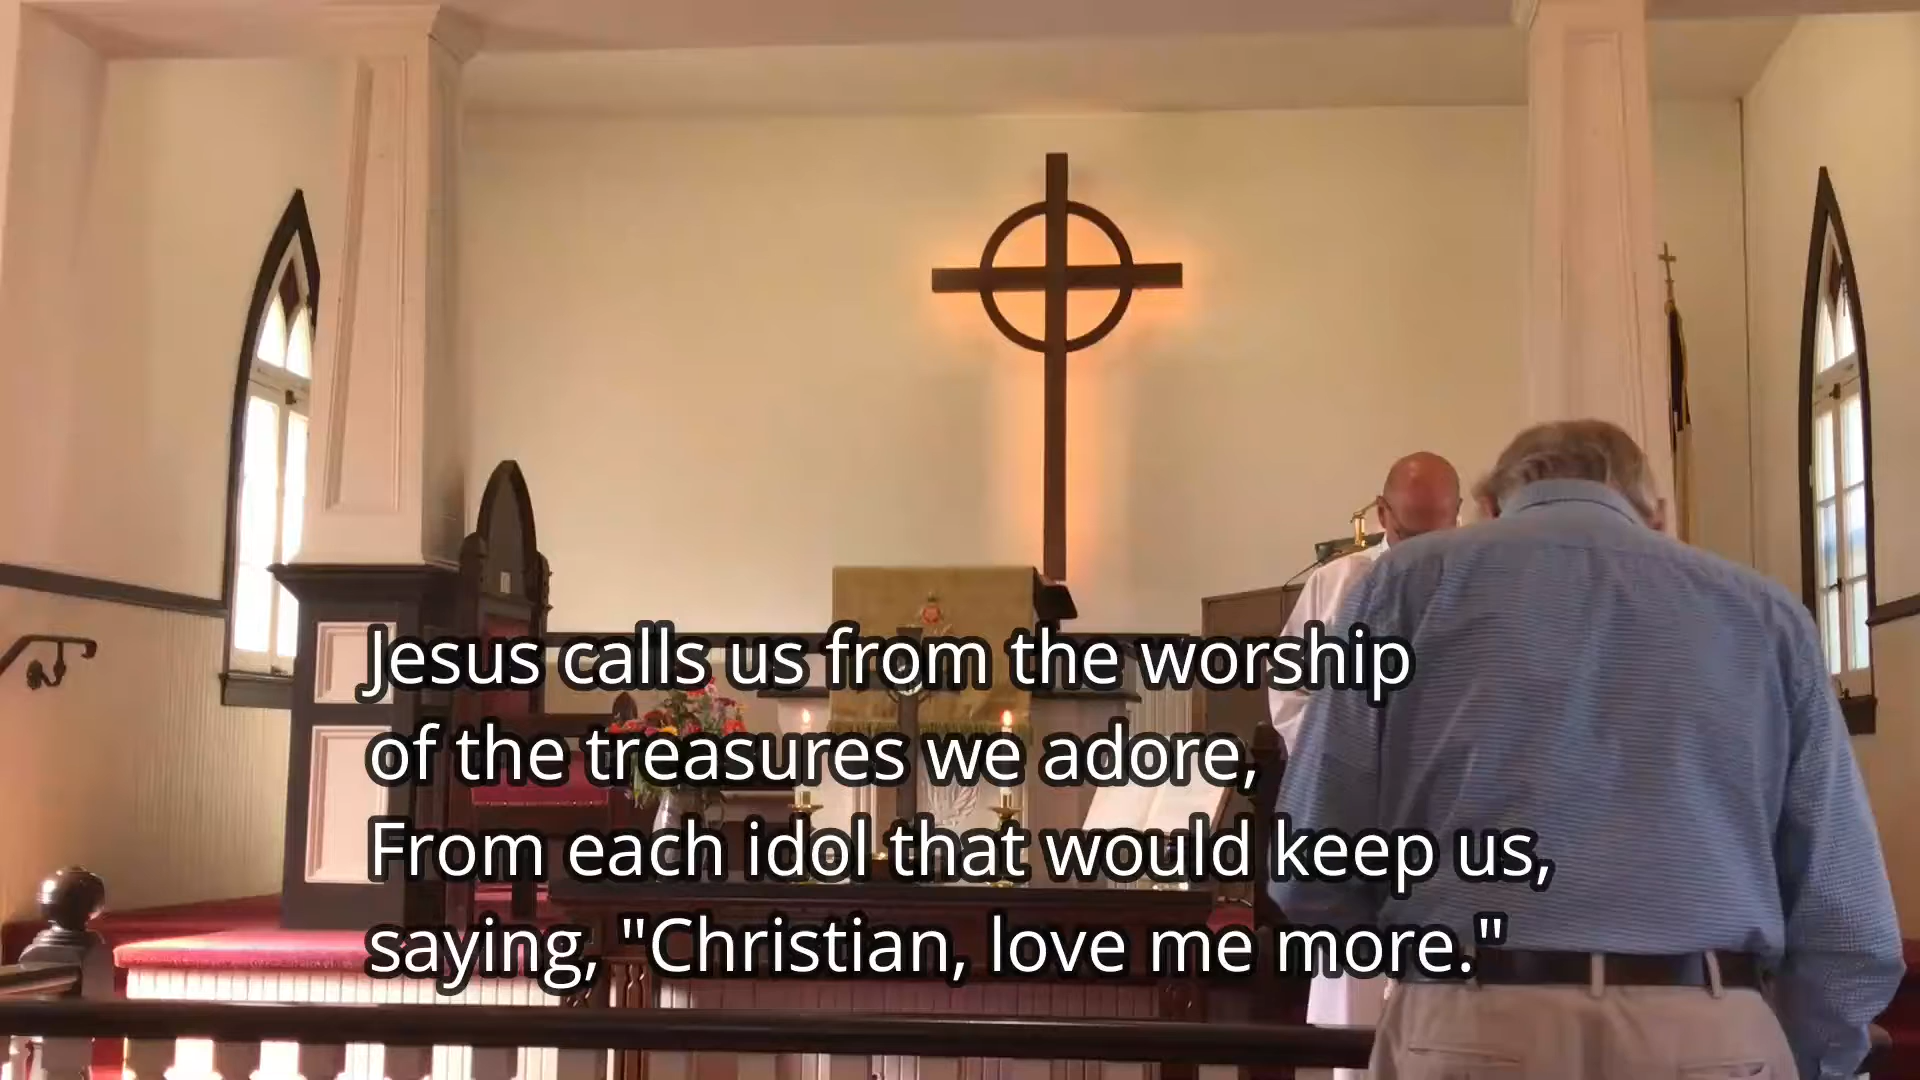 Jesus calls us from the worship
of the treasures we adore,
From each idol that would keep us,
saying, "Christian, love me more."